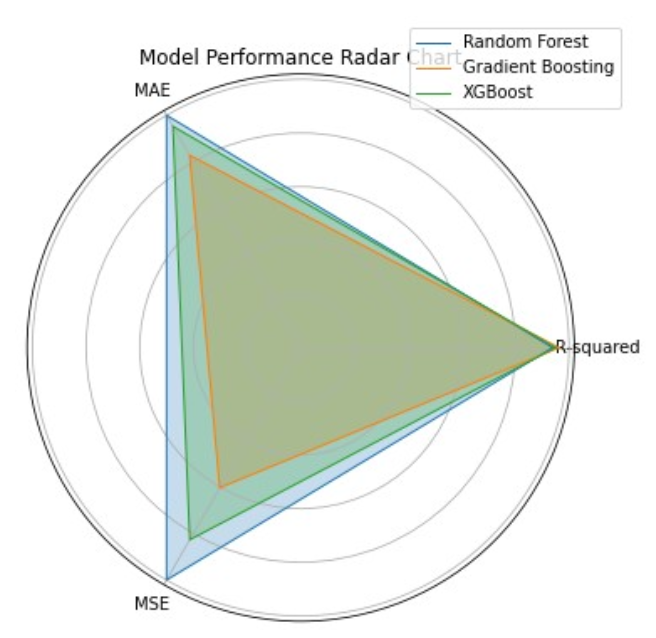 Model Performance Radar Chart
Random Forest
Gradient Boosting
XGBoost
MAE
R-squared
MSE